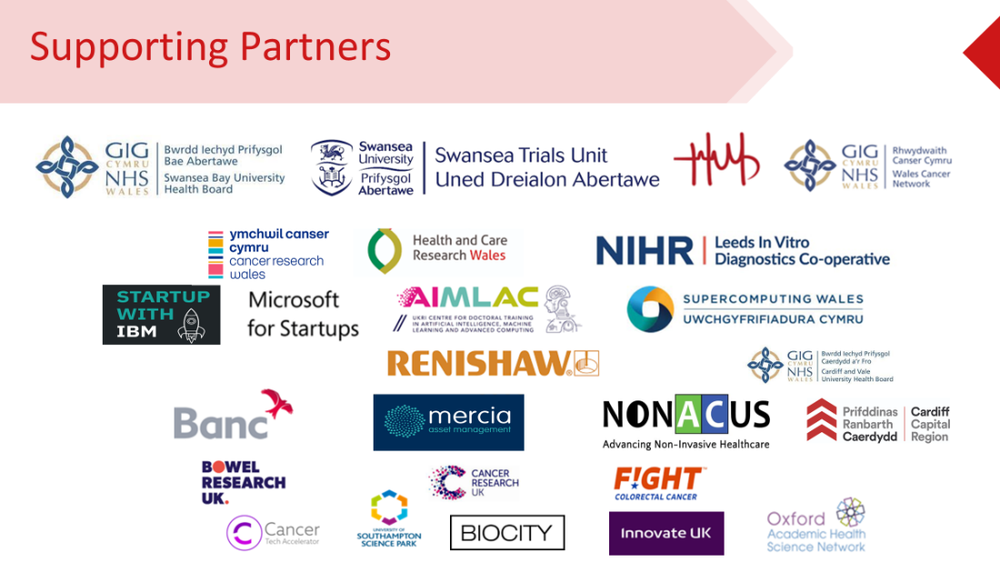 Supporting Partners
GIG
CYMRU
NHS
WALES
Bwrdd Iechyd Prifysgol
Bae Abertawe
Swansea Bay University
Health Board
Swansea
University
Prifysgol
Abertawe
Swansea Trials Unit
Uned Dreialon Abertawe
Hub
GIG
CYMRU
NHS
WALES
Rhwydwaith
Canser Cymru
Wales Cancer
Network
ymchwil canser
cymru
cancer research
wales
Health and Care
Research Wales
NIHR
Leeds In Vitro
Diagnostics Co-operative
STARTUP
WITH
IBM
Microsoft
for Startups
AIMLAC
UKRI CENTRE FOR DOCTORAL TRAINING
IN ARTIFICIAL INTELLIGENCE, MACHINE
LEARNING AND ADVANCED COMPUTING
SUPERCOMPUTING WALES
UWCHGYFRIFIADURA CYMRU
RENISHAW®
GIG
CYMRU
NHS
WALES
Bwrdd Iechyd Prifysgol
Caerdydd a'r Fro
Cardiff and Vale
University Health Board
Banc
mercia
asset management
NONACUS
Advancing Non-Invasive Healthcare
Prifddinas
Ranbarth
Caerdydd
Cardiff
Capital
Region
BOWEL
RESEARCH
UK.
CANCER
RESEARCH
UK
F!GHT™
COLORECTAL CANCER
Cancer
Tech Accelerator
UNIVERSITY OF
SOUTHAMPTON
SCIENCE PARK
BIOCITY
Innovate UK
Oxford
Academic Health
Science Network